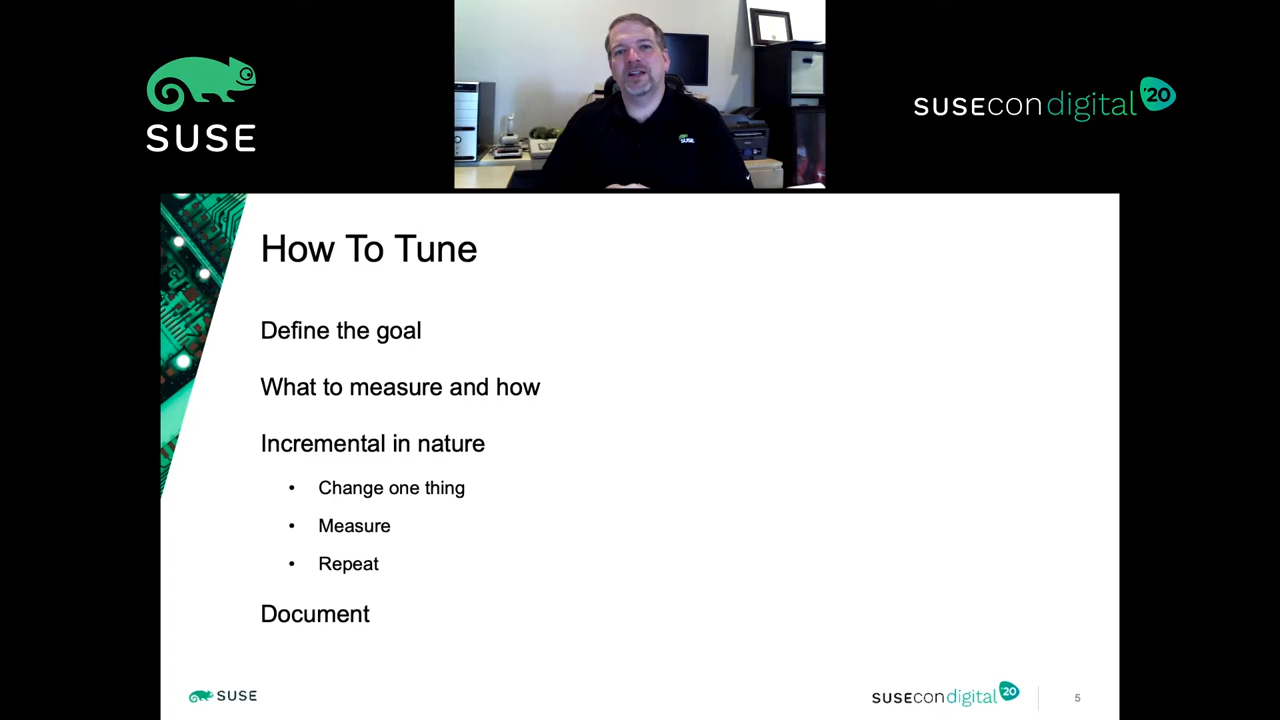 SUSE
SUSEcon digital '20
SUSE
How To Tune
Define the goal
What to measure and how
Incremental in nature
• Change one thing
• Measure
• Repeat
Document
SUSE
SUSEcon digital '20
5